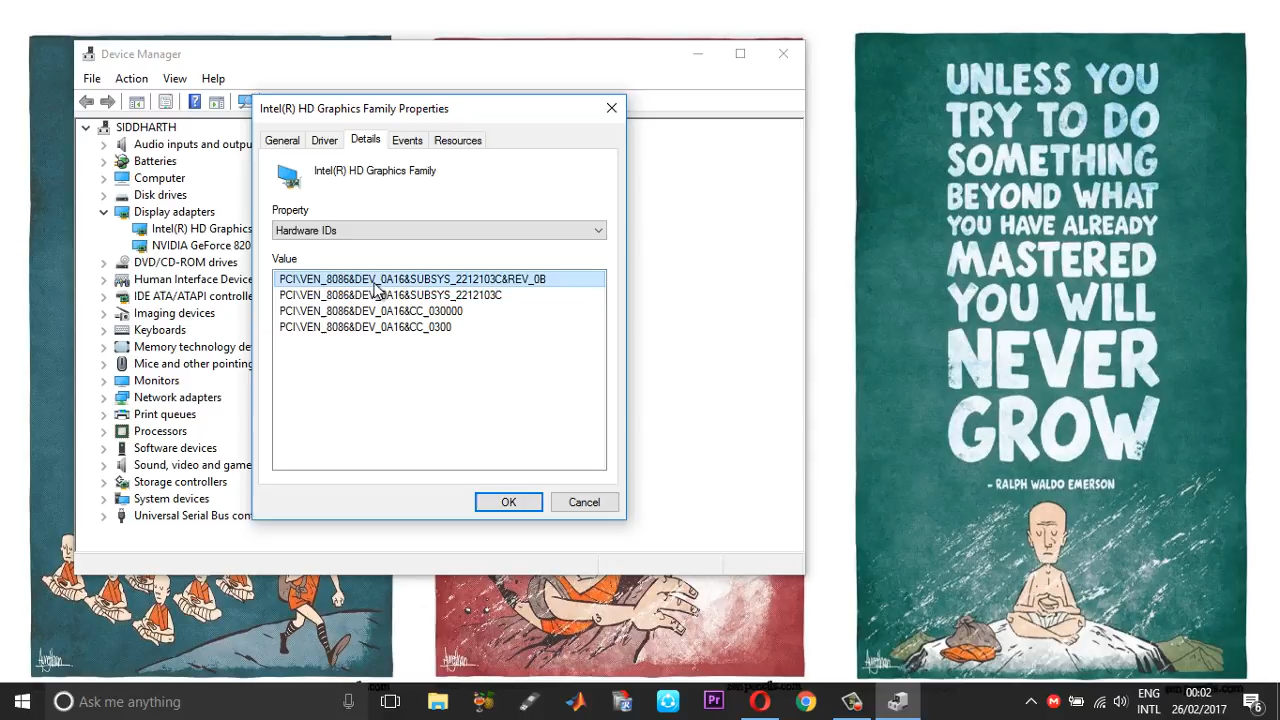 Device Manager
File Action View Help
SIDDHARTH
Audio inputs and outpu
Batteries
Computer
Disk drives
Display adapters
Intel(R) HD Graphics
NVIDIA GeForce 820
DVD/CD-ROM drives
Human Interface Device
IDE ATA/ATAPI controlle
Imaging devices
Keyboards
Memory technology de
Mice and other pointing
Monitors
Network adapters
Print queues
Processors
Software devices
Sound, video and game
Storage controllers
System devices
Universal Serial Bus con
Intel(R) HD Graphics Family Properties
General Driver Details Events Resources
Intel(R) HD Graphics Family
Property
Hardware IDs
Value
PCI\VEN_8086&DEV_0A16&SUBSYS_2212103C&REV_0B
PCI\VEN_8086&DEV_0A16&SUBSYS_2212103C
PCI\VEN_8086&DEV_0A16&CC_030000
PCI\VEN_8086&DEV_0A16&CC_0300
OK Cancel
UNLESS YOU
TRY TO DO
SOMETHING
BEYOND WHAT
YOU HAVE ALREADY
MASTERED
YOU WILL
NEVER
GROW
- RALPH WALDO EMERSON
Ask me anything
Pr
ENG
INTL
00:02
26/02/2017
6